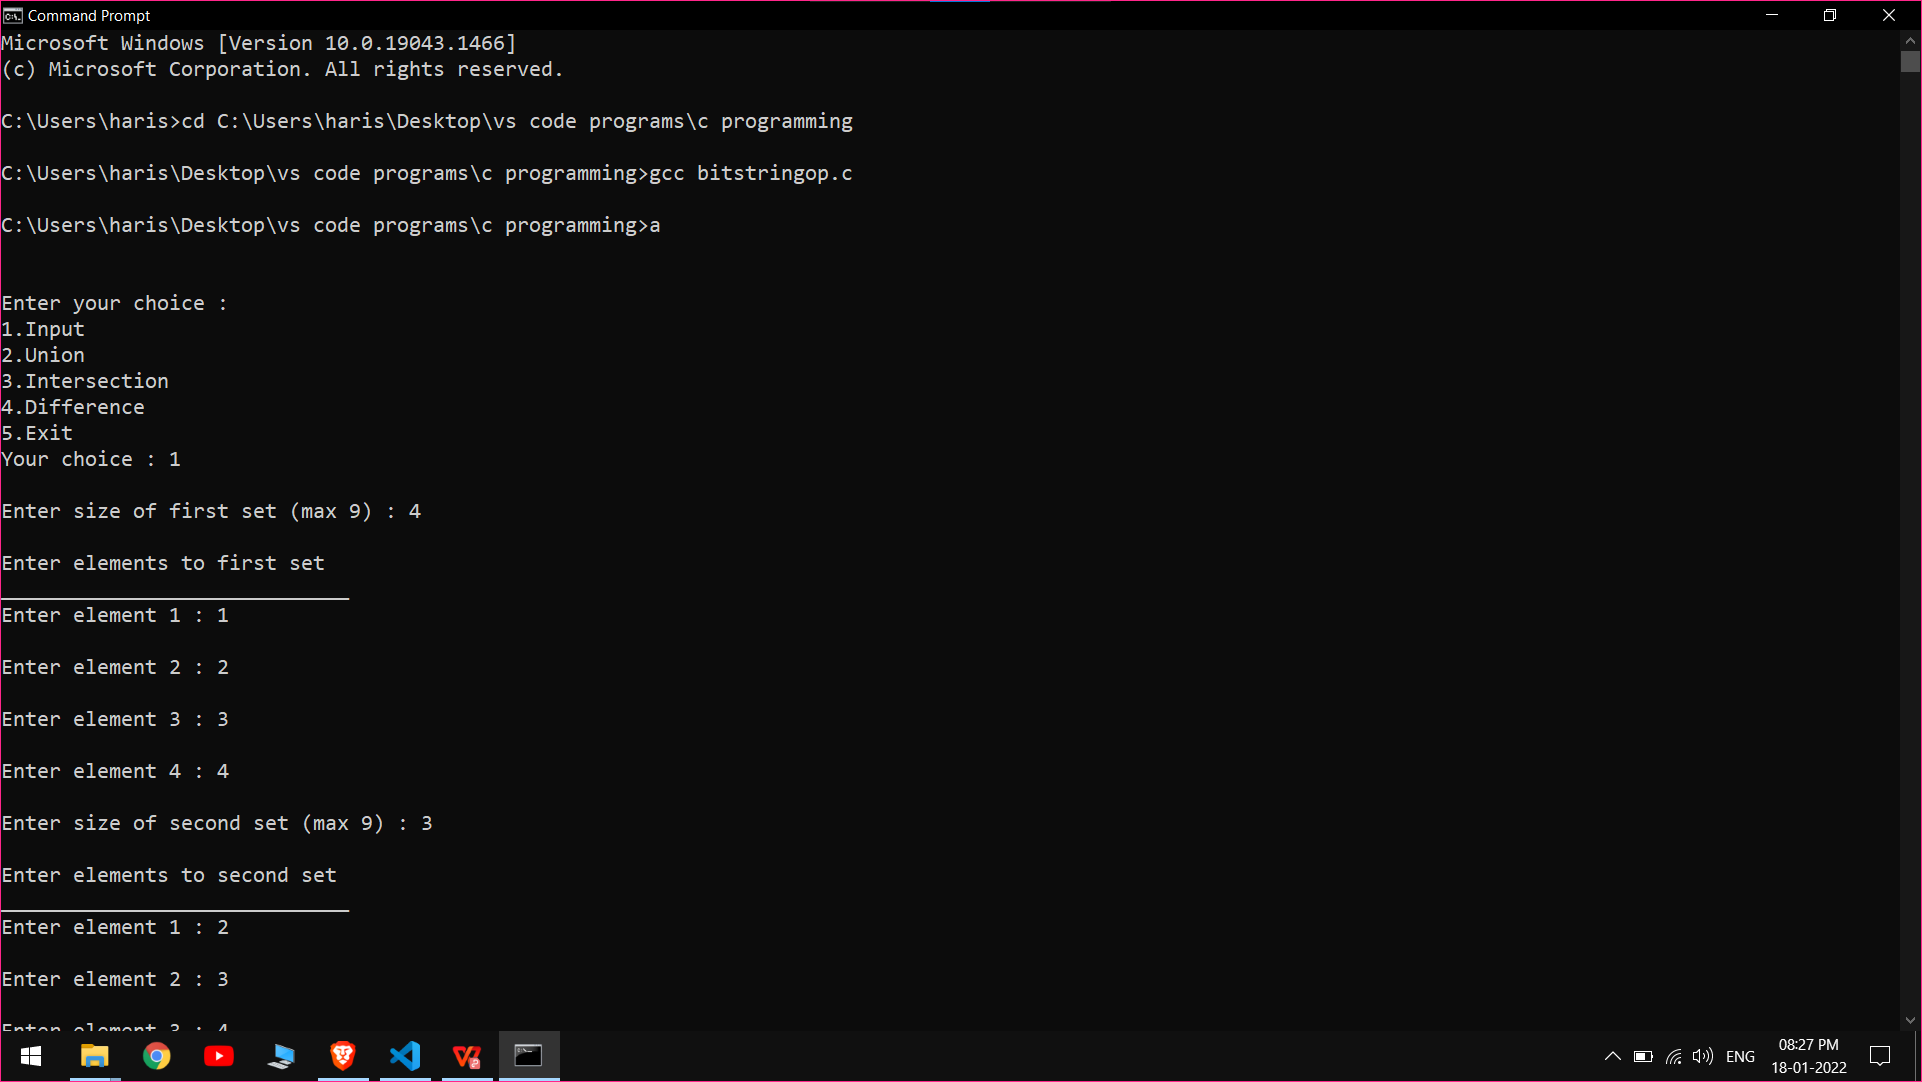 Command Prompt
Microsoft Windows [Version 10.0.19043.1466]
(c) Microsoft Corporation. All rights reserved.
C:\Users\haris>cd C:\Users\haris\Desktop\vs code programs\c programming
C:\Users\haris\Desktop\vs code programs\c programming>gcc bitstringop.c
C:\Users\haris\Desktop\vs code programs\c programming>a
Enter your choice :
1.Input
2.Union
3.Intersection
4.Difference
5.Exit
Your choice : 1
Enter size of first set (max 9) : 4
Enter elements to first set
Enter element 1 : 1
Enter element 2 : 2
Enter element 3 : 3
Enter element 4 : 4
Enter size of second set (max 9) : 3
Enter elements to second set
Enter element 1 : 2
Enter element 2 : 3
Enter element 3 : 4
ENG
08:27 PM
18-01-2022